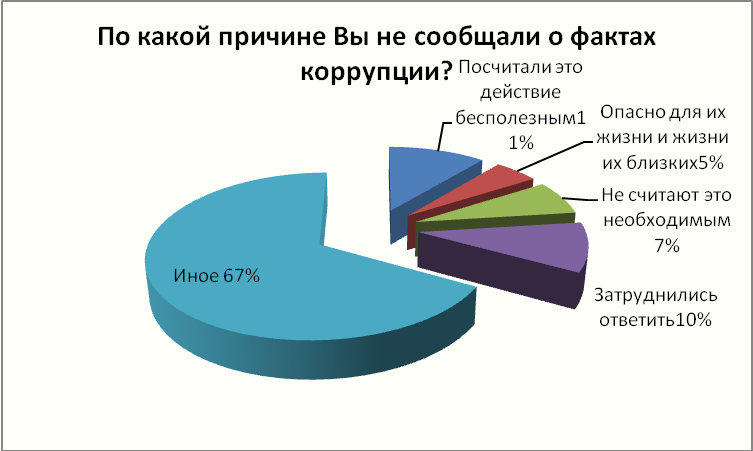 По какой причине Вы не сообщали о фактах
коррупции?
Посчитали это
действие
бесполезным1
1%
Опасно для их
жизни и жизни
их близких5%
Не считают это
необходимым
7%
Затруднились
ответить10%
Иное 67%